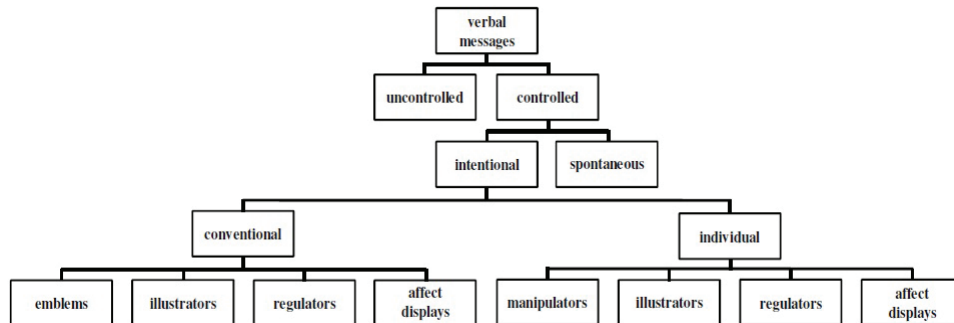 verbal
messages
uncontrolled
controlled
intentional
spontaneous
conventional
individual
emblems
illustrators
regulators
affect
displays
manipulators
illustrators
regulators
affect
displays